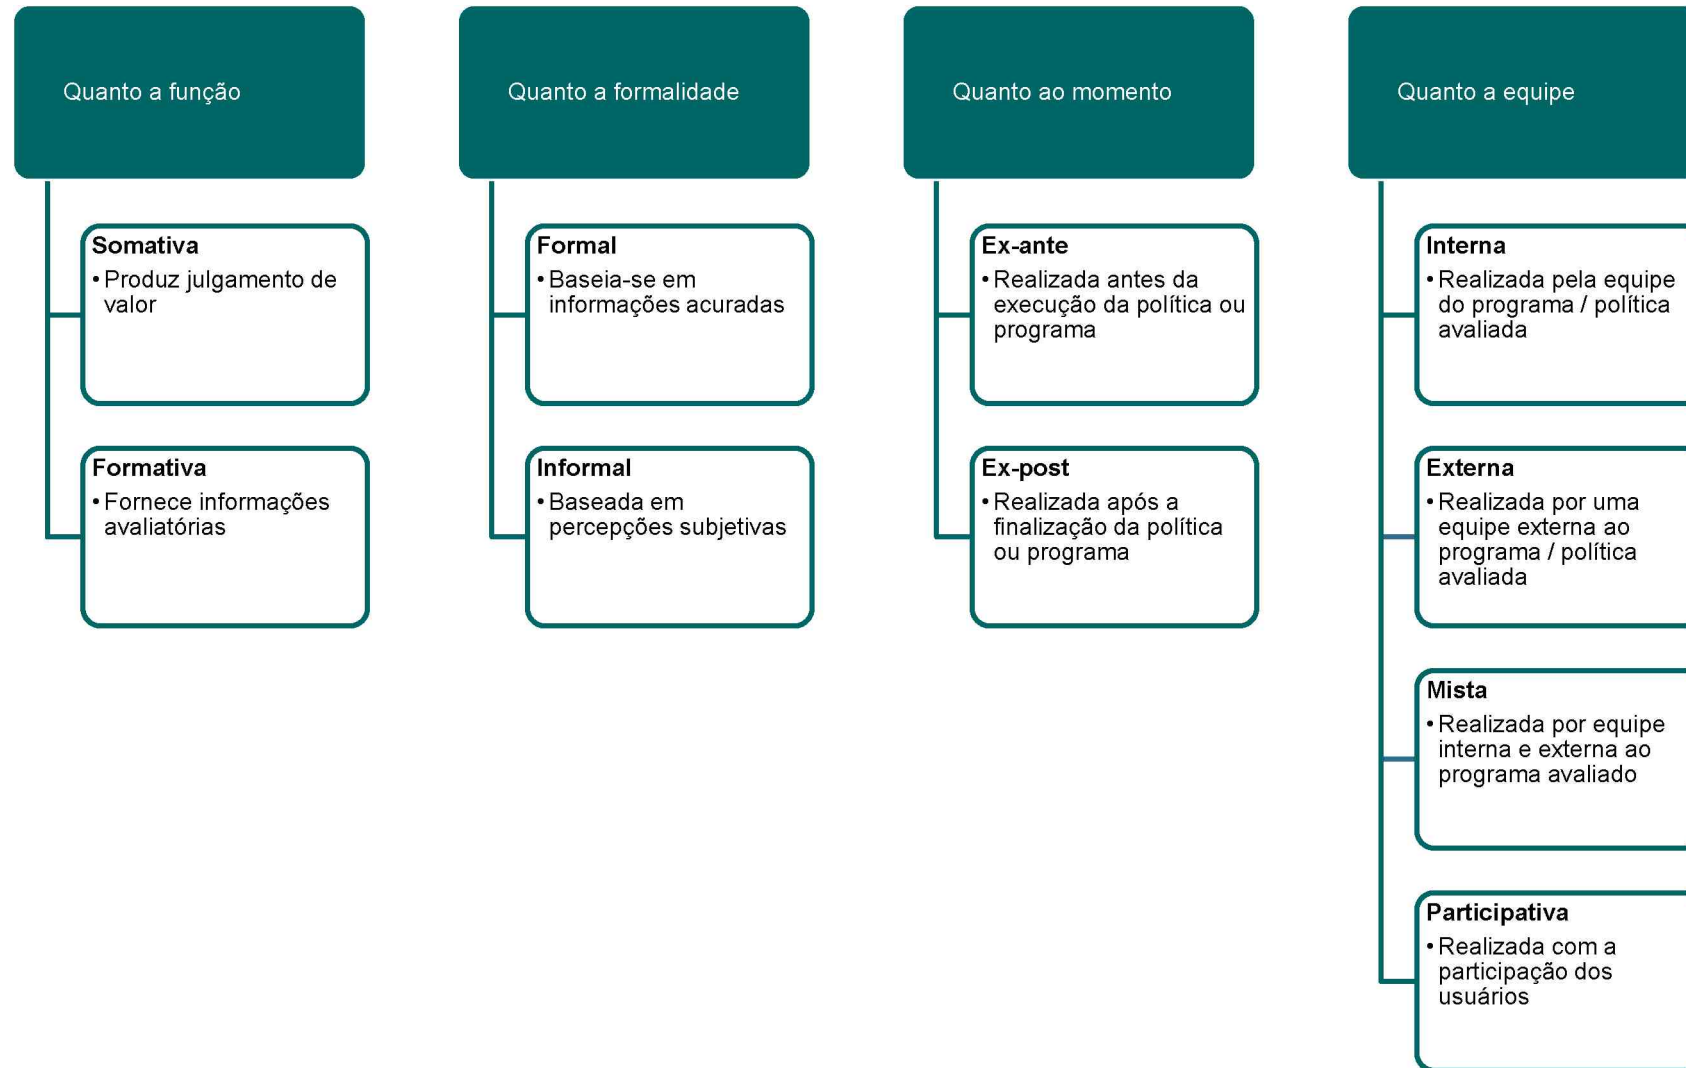 Quanto a função
Somativa
• Produz julgamento de
valor
Formativa
• Fornece informações
avaliatórias
Quanto a formalidade
Formal
• Baseia-se em
informações acuradas
Informal
• Baseada em
percepções subjetivas
Quanto ao momento
Ex-ante
• Realizada antes da
execução da política ou
programa
Ex-post
• Realizada após a
finalização da política
ou programa
Quanto a equipe
Interna
• Realizada pela equipe
do programa / política
avaliada
Externa
• Realizada por uma
equipe externa ao
programa / política
avaliada
Mista
• Realizada por equipe
interna e externa ao
programa avaliado
Participativa
• Realizada com a
participação dos
usuários